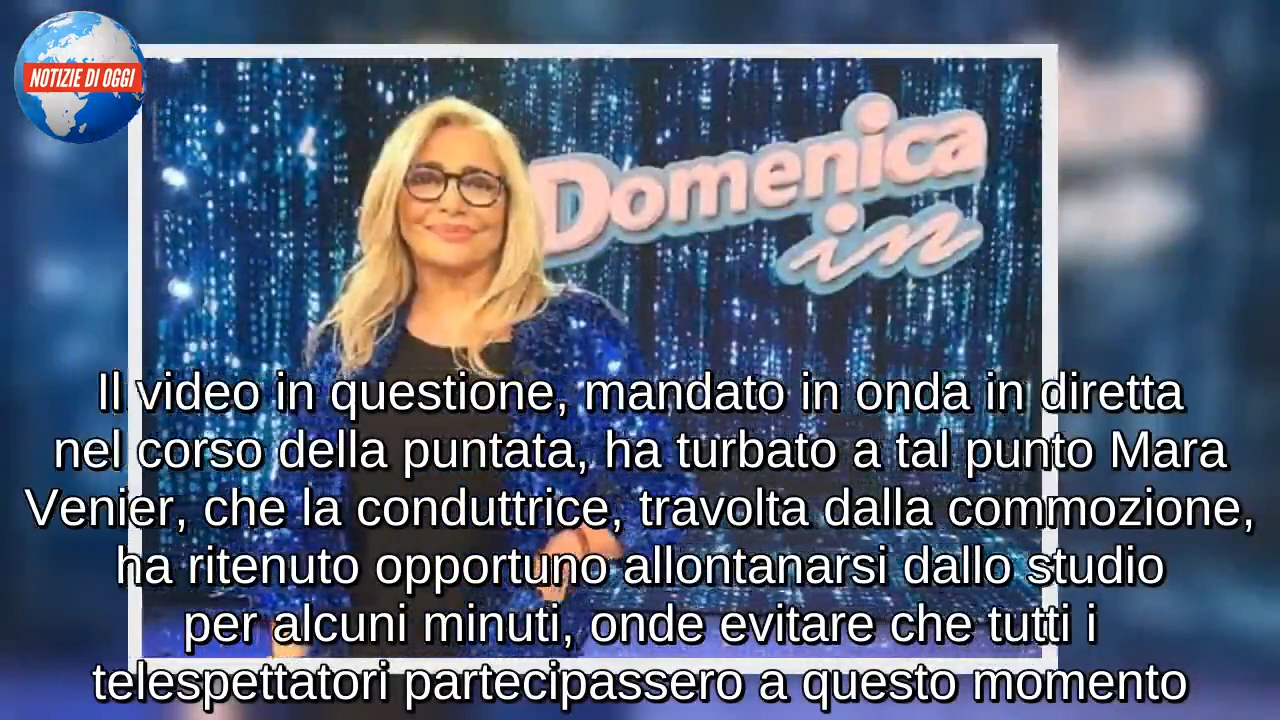 NOTIZIE DI OGGI
Domenica
in
Il video in questione, mandato in onda in diretta
nel corso della puntata, ha turbato a tal punto Mara
Venier, che la conduttrice, travolta dalla commozione,
ha ritenuto opportuno allontanarsi dallo studio
per alcuni minuti, onde evitare che tutti i
telespettatori partecipassero a questo momento